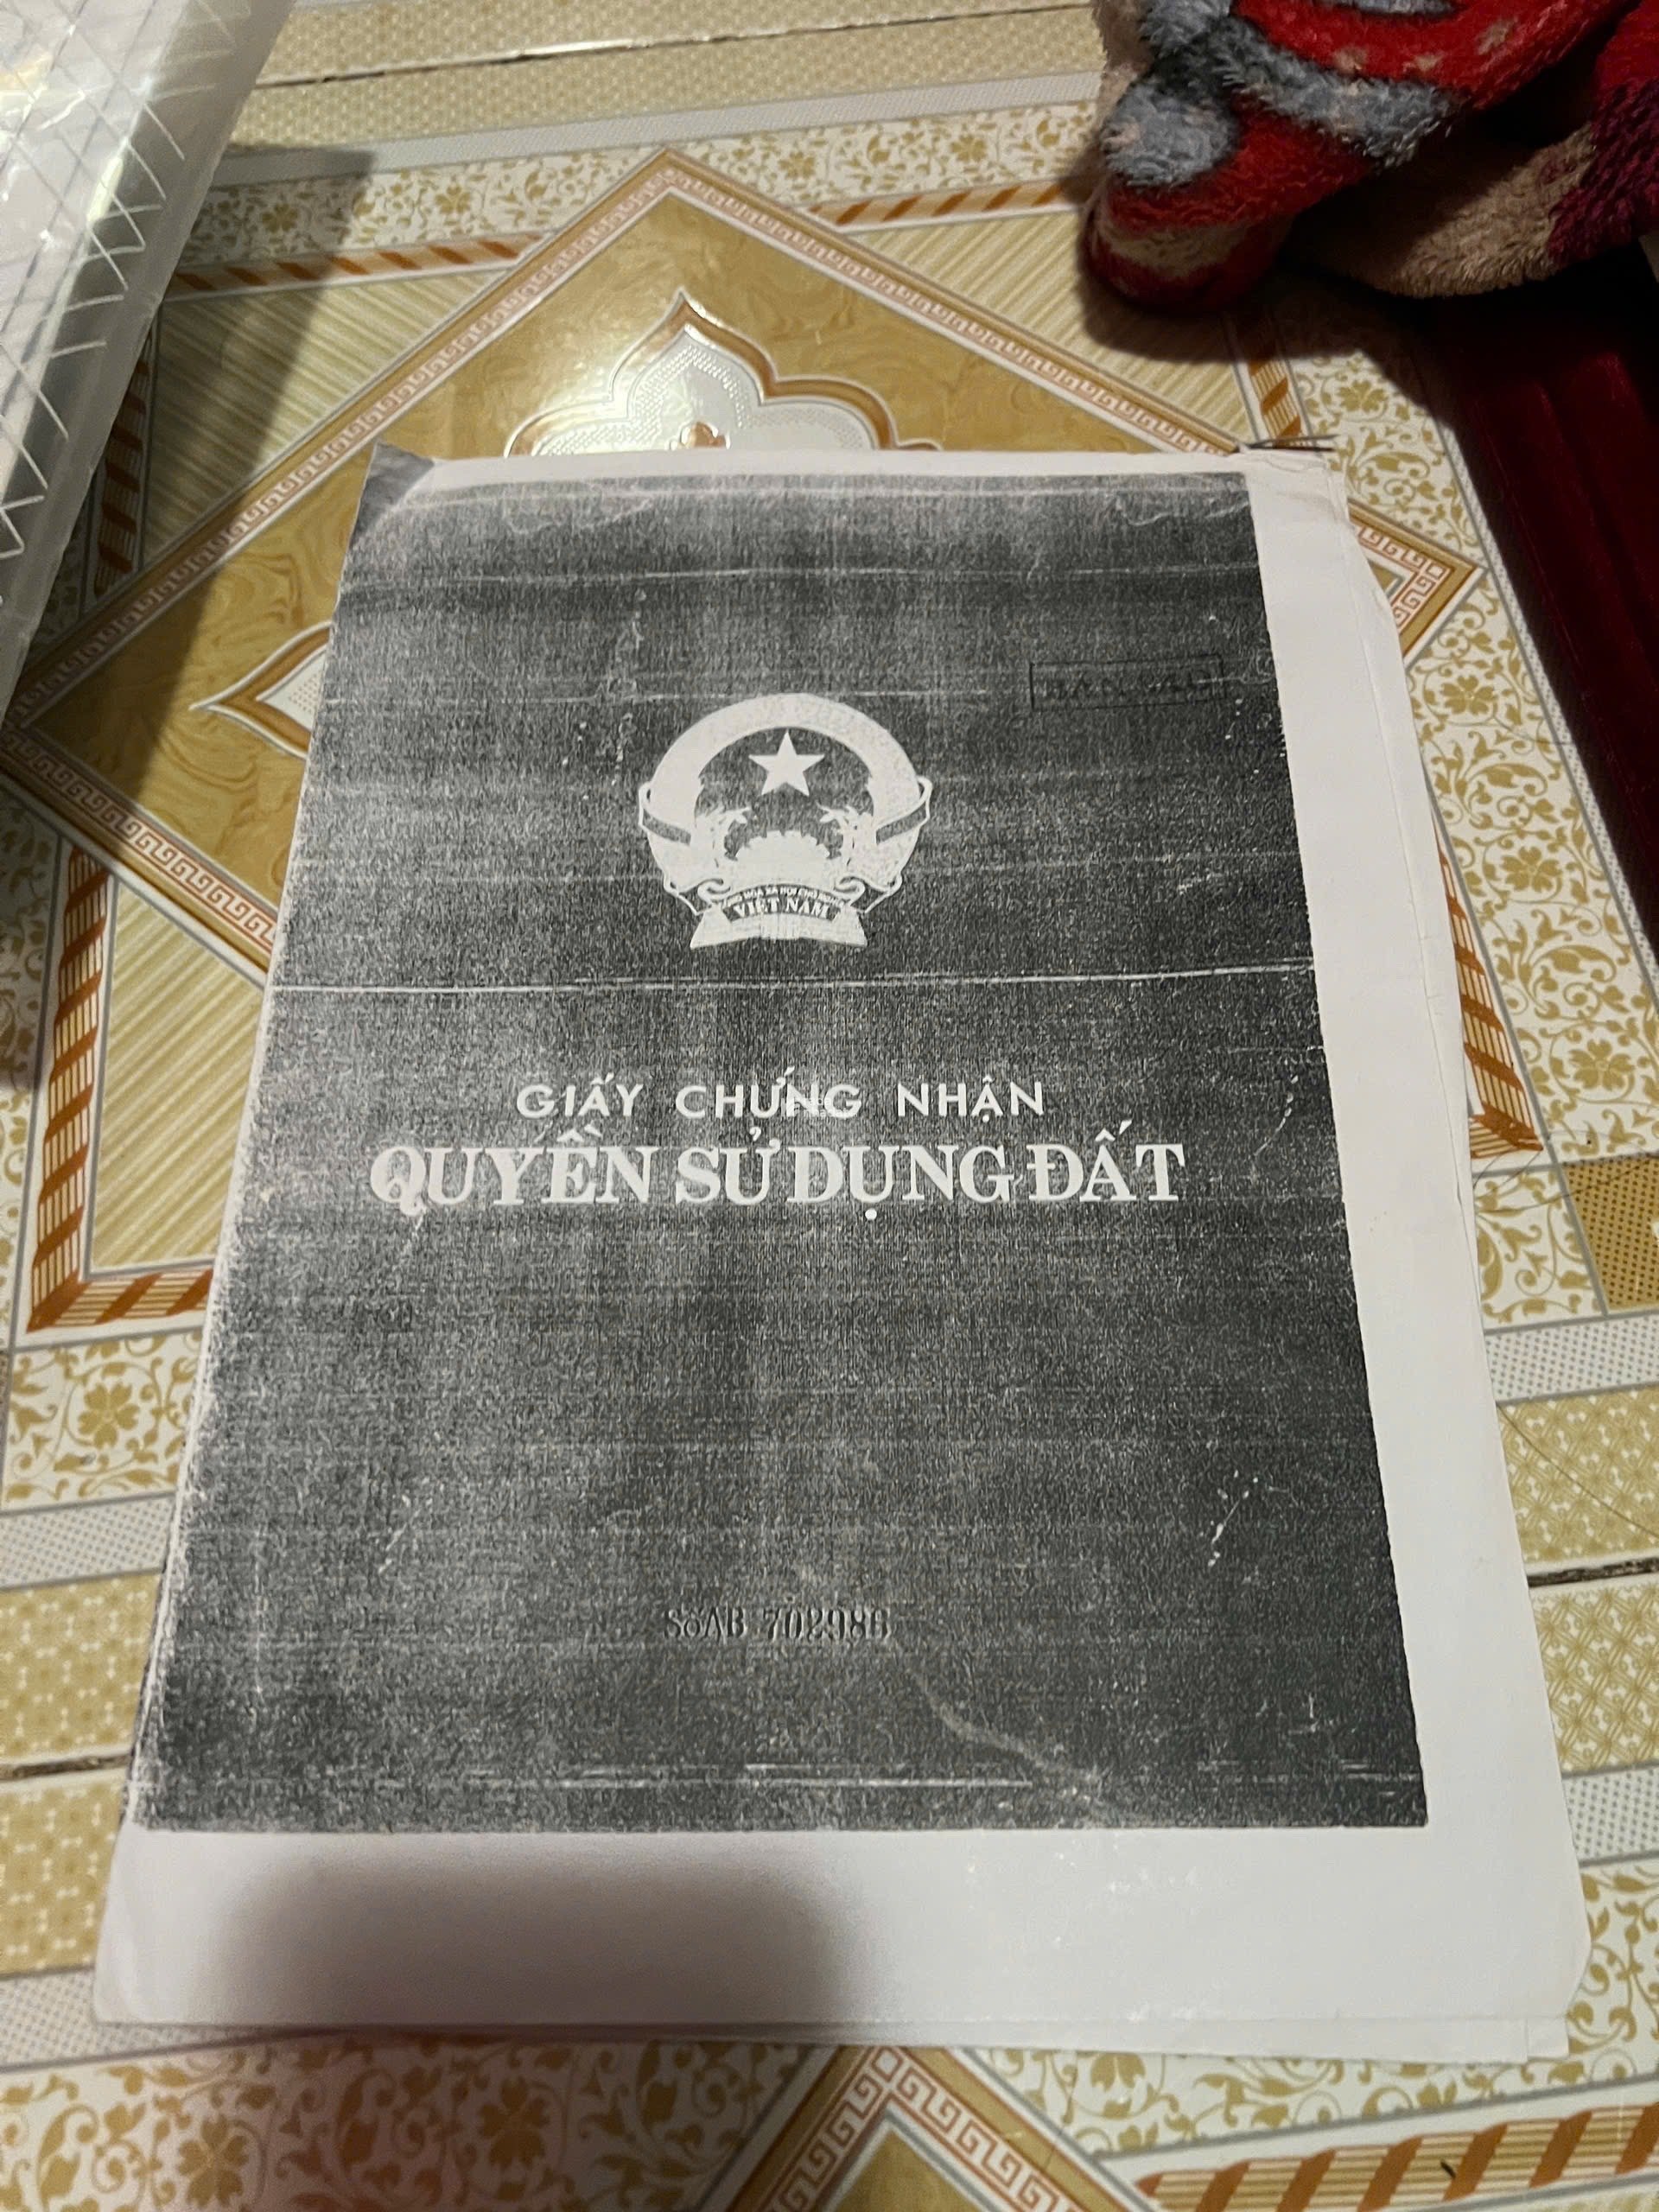 VIỆT NAM
GIẤY CHỨNG NHẬN
QUYỀN SỬ DỤNG ĐẤT
Số AB 702986